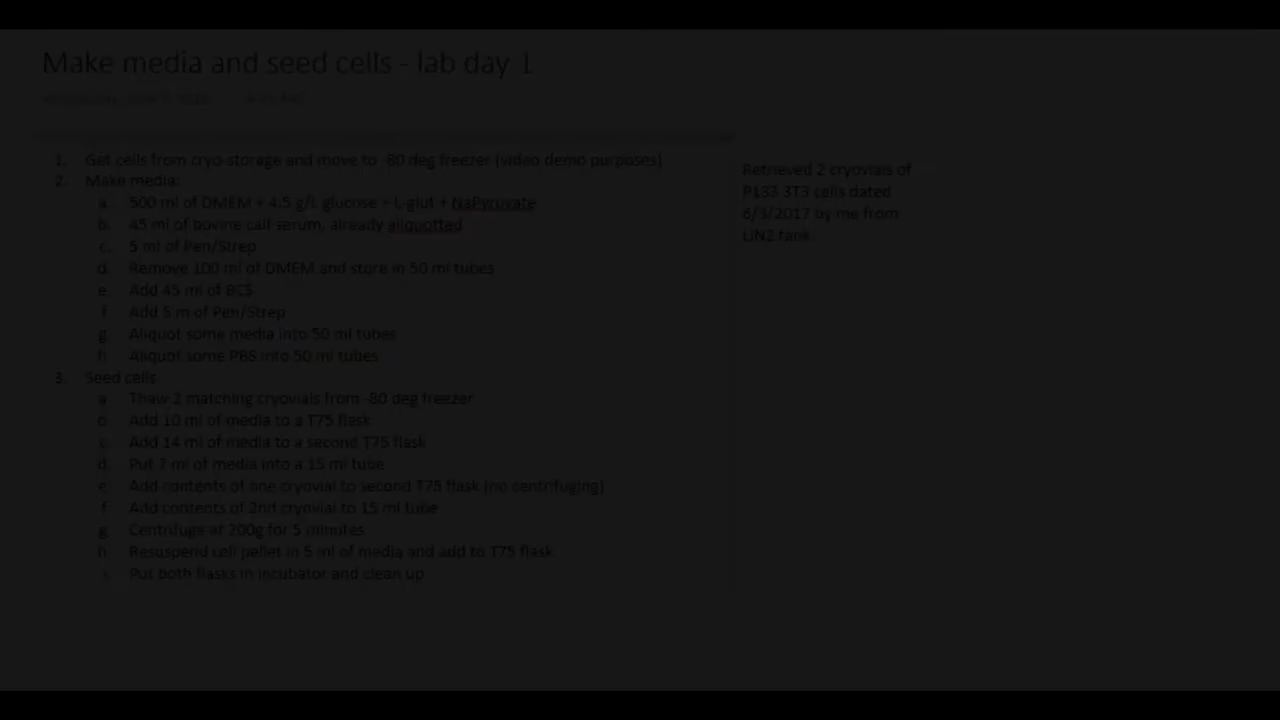 Make media and seed cells - lab day 1
1. Get cells from cryo-storage and move to -80 deg freezer (video demo purposes)
2. Make media:
a. 500 ml of DMEM + 4.5 g/L glucose + L-glut + NaPyruvate
b. 45 ml of bovine calf serum, already aliquotted
c. 5 ml of Pen/Strep
d. Remove 100 ml of DMEM and store in 50 ml tubes
e. Add 45 ml of BCS
f. Add 5 m of Pen/Strep
g. Aliquot some media into 50 ml tubes
h. Aliquot some PBS into 50 ml tubes
3. Seed cells
a. Thaw 2 matching cryovials from -80 deg freezer
b. Add 10 ml of media to a T75 flask
c. Add 14 ml of media to a second T75 flask
d. Put 7 ml of media into a 15 ml tube
e. Add contents of one cryovial to second T75 flask (no centrifuging)
f. Add contents of 2nd cryovial to 15 ml tube
g. Centrifuge at 200g for 5 minutes
h. Resuspend cell pellet in 5 ml of media and add to T75 flask
i. Put both flasks in incubator and clean up
Retrieved 2 cryovials of
P133 3T3 cells dated
6/3/2017 by me from
LiN2 tank